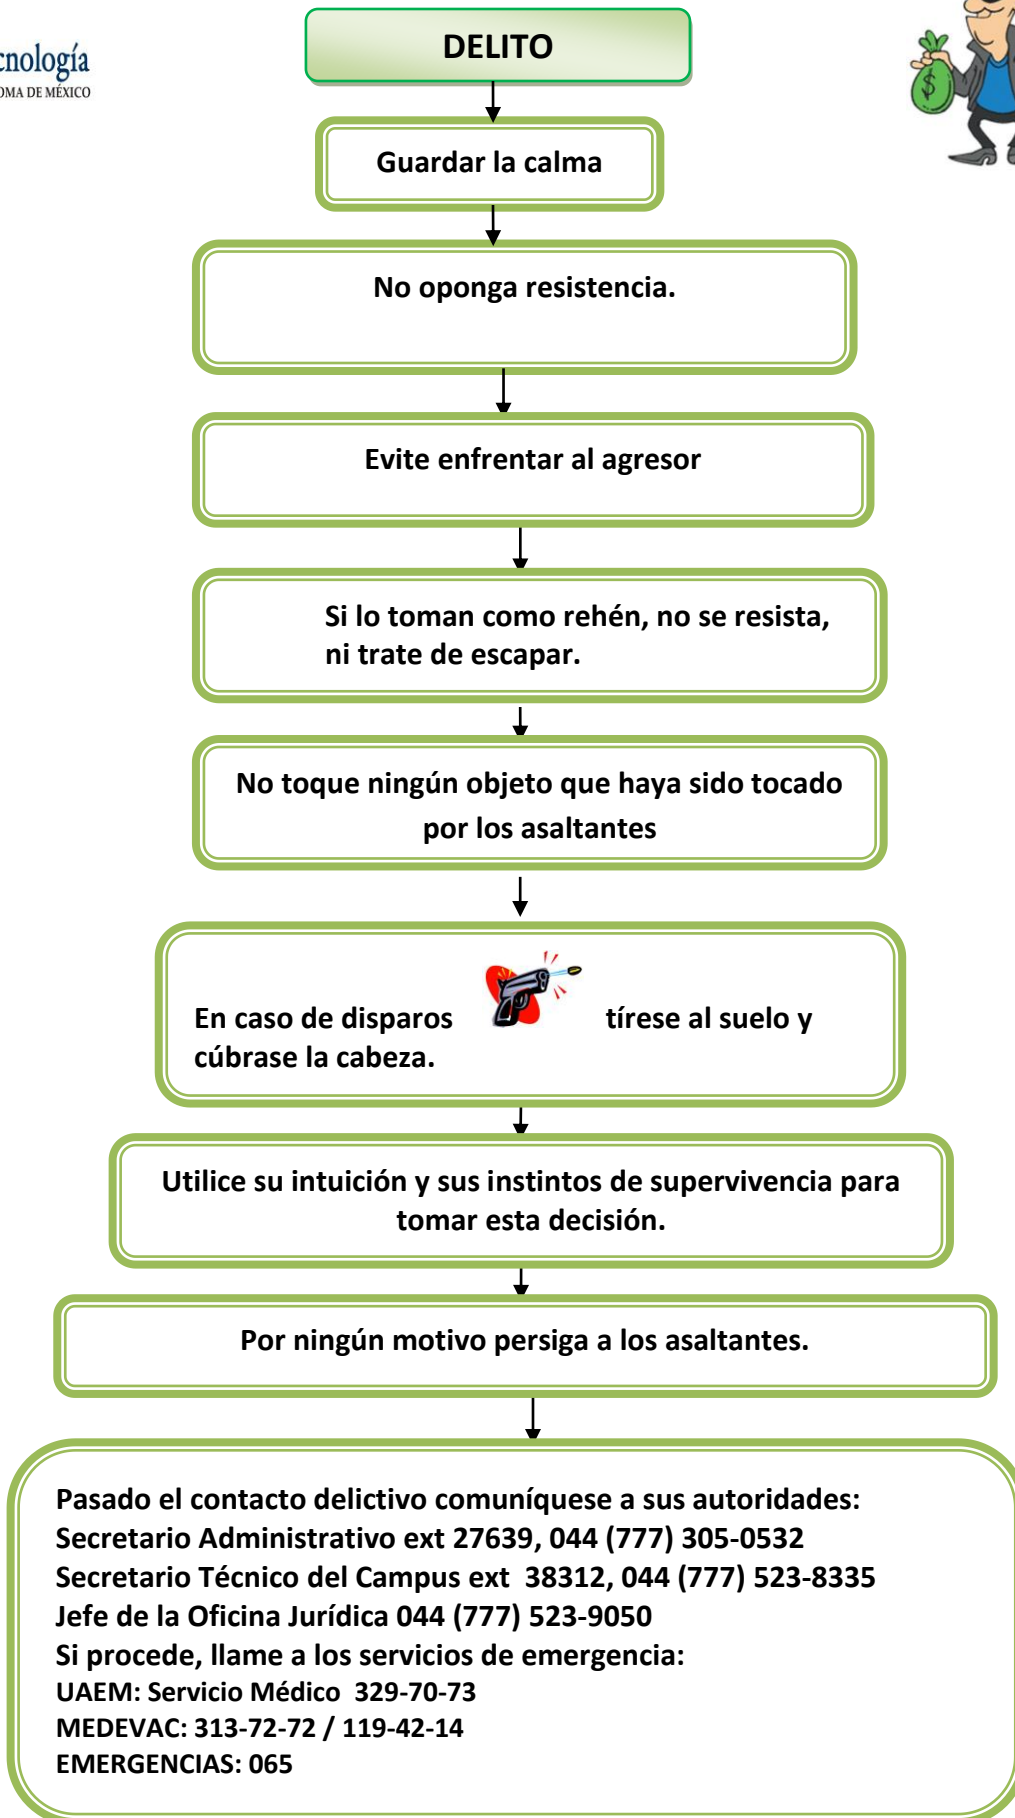 DELITO
cnología
OMA DE MÉXICO
$
Guardar la calma
No oponga resistencia.
Evite enfrentar al agresor
Si lo toman como rehén, no se resista,
ni trate de escapar.
No toque ningún objeto que haya sido tocado
por los asaltantes
En caso de disparos tírese al suelo y
cúbrase la cabeza.
Utilice su intuición y sus instintos de supervivencia para
tomar esta decisión.
Por ningún motivo persiga a los asaltantes.
Pasado el contacto delictivo comuníquese a sus autoridades:
Secretario Administrativo ext 27639, 044 (777) 305-0532
Secretario Técnico del Campus ext  38312, 044 (777) 523-8335
Jefe de la Oficina Jurídica 044 (777) 523-9050
Si procede, llame a los servicios de emergencia:
UAEM: Servicio Médico  329-70-73
MEDEVAC: 313-72-72 / 119-42-14
EMERGENCIAS: 065